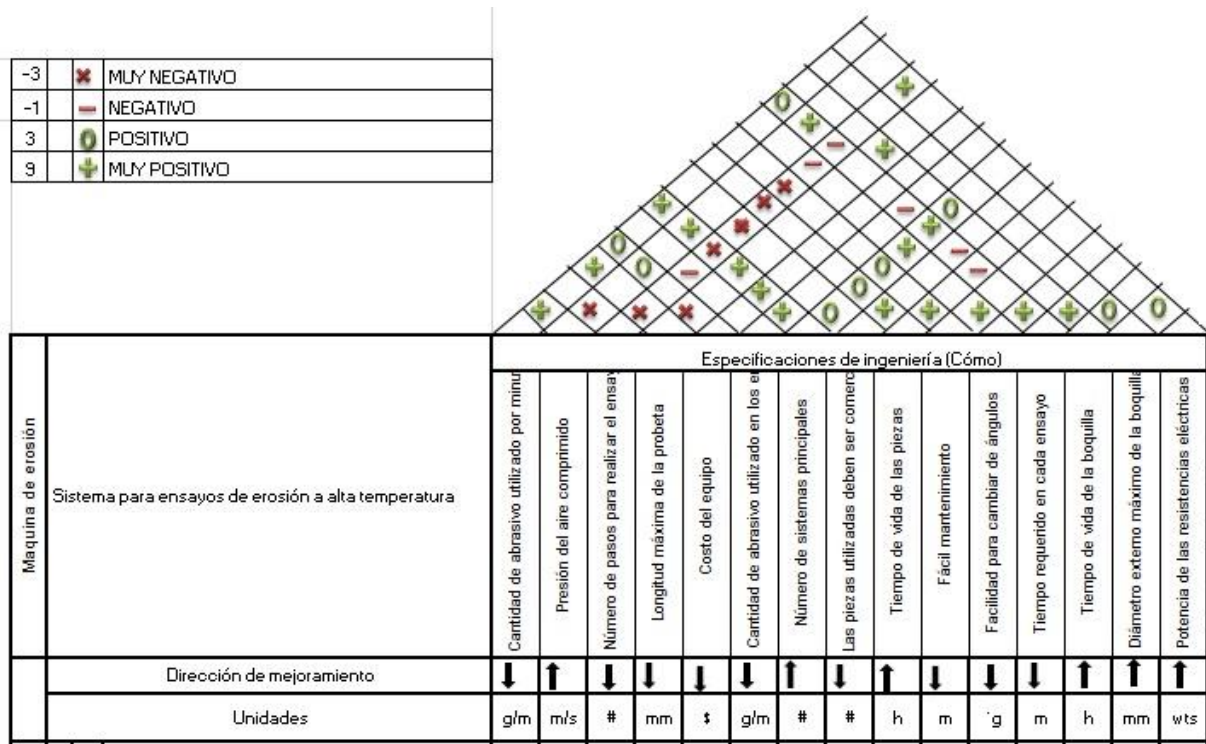 -3 MUY NEGATIVO
-1 NEGATIVO
3 POSITIVO
9 MUY POSITIVO
Especificaciones de ingeniería (Cómo)
Maquina de erosión
Sistema para ensayos de erosión a alta temperatura
Cantidad de abrasivo utilizado por minu
Presión del aire comprimido
Número de pasos para realizar el ensay
Longitud máxima de la probeta
Costo del equipo
Cantidad de abrasivo utilizado en los e
Número de sistemas principales
Las piezas utilizadas deben ser comerc
Tiempo de vida de las piezas
Fácil mantenimiento
Facilidad para cambiar de ángulos
Tiempo requerido en cada ensayo
Tiempo de vida de la boquilla
Diámetro externo máximo de la boquilla
Potencia de las resistencias eléctricas
Dirección de mejoramiento ↓ ↑ ↓ ↓ ↓ ↓ ↑ ↓ ↑ ↓ ↓ ↓ ↑ ↑ ↑
Unidades g/m m/s # mm $ g/m # # h m ´g m h mm wts